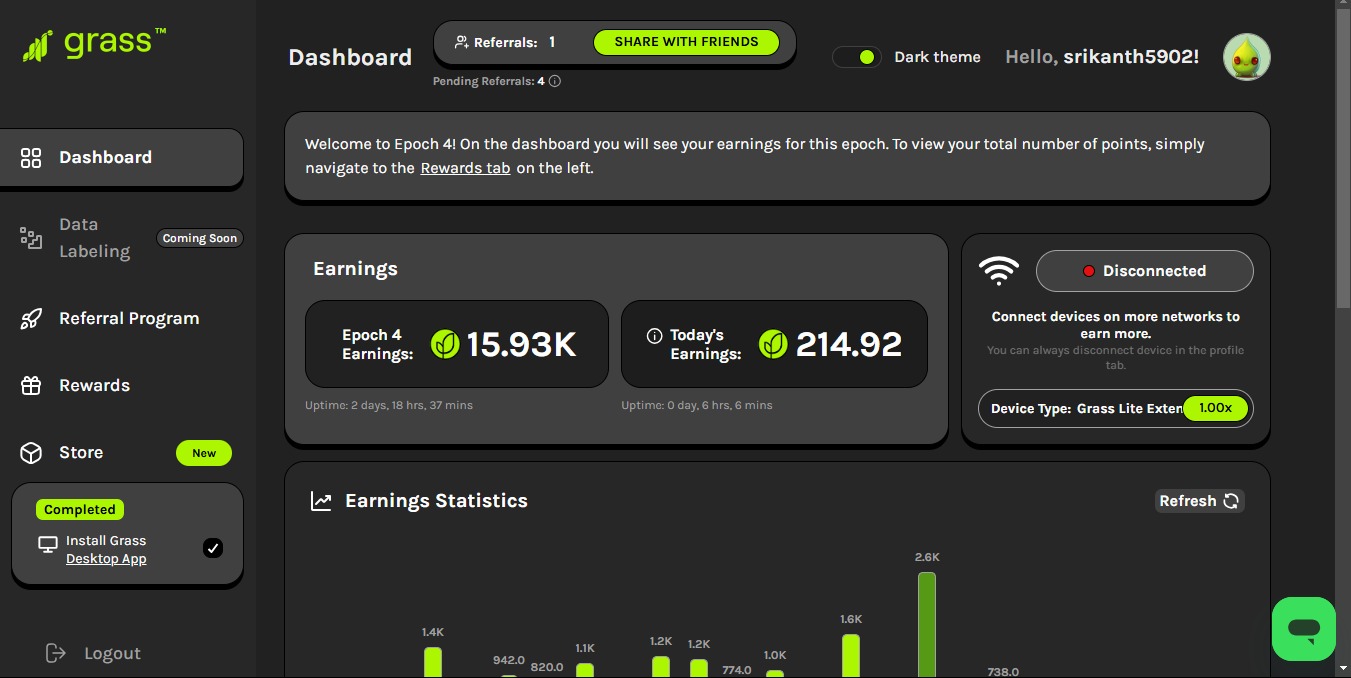 grass™
Dashboard
Data
Labeling
Coming Soon
Referral Program
Rewards
Store
New
Completed
Install Grass
Desktop App
Logout
Dashboard
Referrals: 1
SHARE WITH FRIENDS
Pending Referrals: 4
Dark theme
Hello, srikanth5902!
Welcome to Epoch 4! On the dashboard you will see your earnings for this epoch. To view your total number of points, simply
navigate to the Rewards tab on the left.
Earnings
Epoch 4
Earnings:
15.93K
Uptime: 2 days, 18 hrs, 37 mins
Today's
Earnings:
214.92
Uptime: 0 day, 6 hrs, 6 mins
Disconnected
Connect devices on more networks to
earn more.
You can always disconnect device in the profile
tab.
Device Type: Grass Lite Exten
1.00x
Earnings Statistics
Refresh
1.4K
942.0
820.0
1.1K
1.2K
1.2K
774.0
1.0K
1.6K
2.6K
738.0